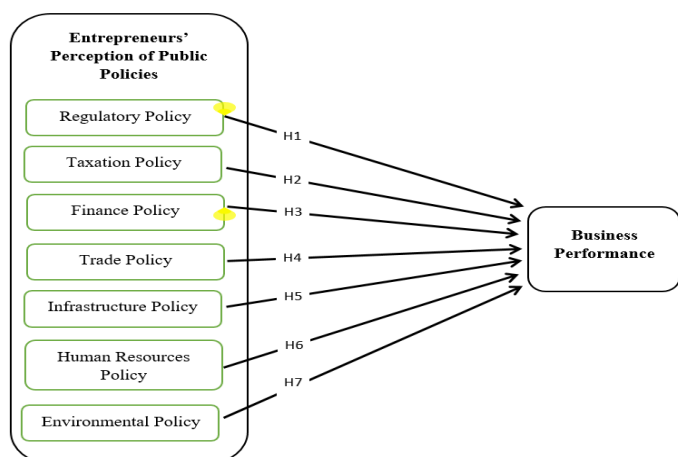 Entrepreneurs’
Perception of Public
Policies
Regulatory Policy
Taxation Policy
Finance Policy
Trade Policy
Infrastructure Policy
Human Resources
Policy
Environmental Policy
H1
H2
H3
H4
H5
H6
H7
Business
Performance